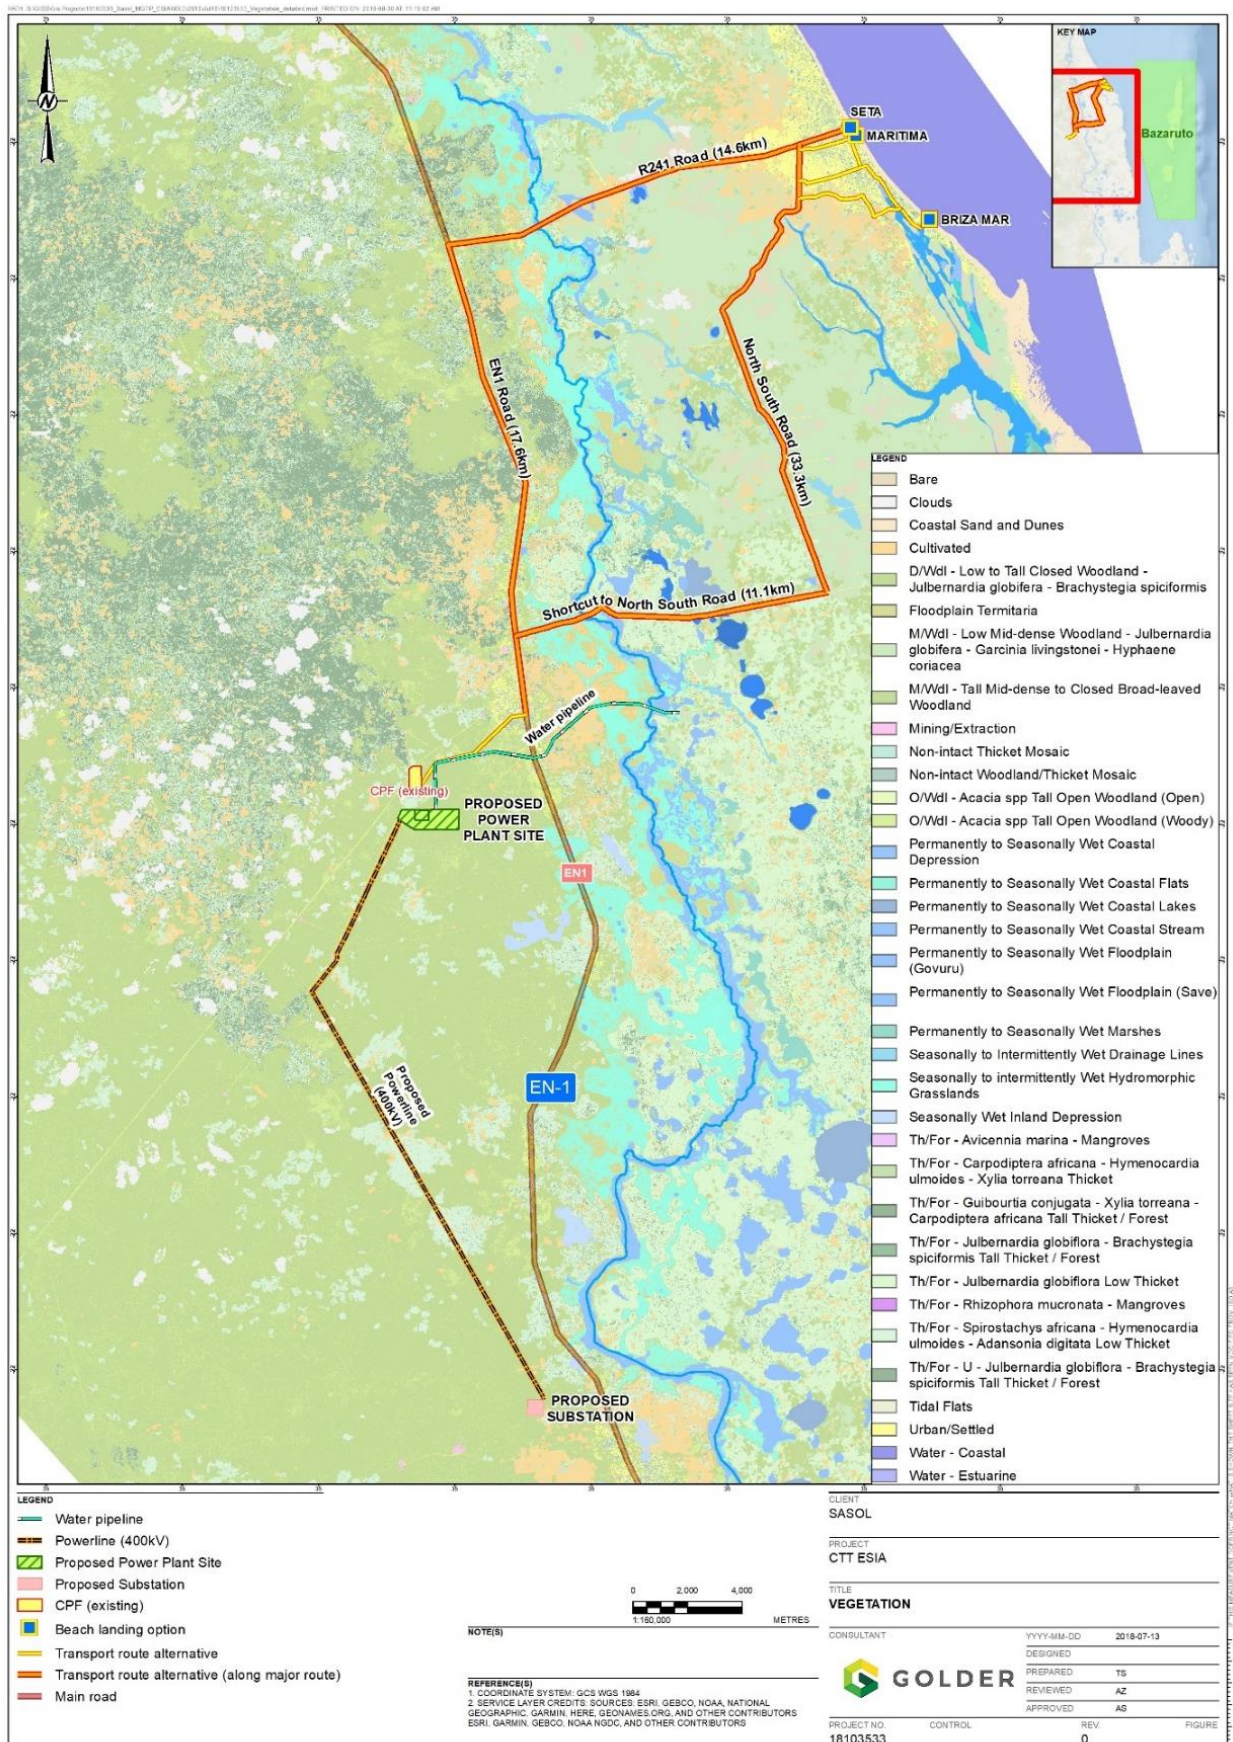 KEY MAP
Bazaruto
SETA
MARITIMA
R241 Road (14.6km)
BRIZA MAR
EN1 Road (17.6km)
North South Road (33.3km)
Shortcut to North South Road (11.1km)
Water pipeline
CPF (existing)
PROPOSED
POWER
PLANT SITE
EN1
EN-1
Proposed
Powerline
(400kV)
PROPOSED
SUBSTATION
LEGEND
Bare
Clouds
Coastal Sand and Dunes
Cultivated
D/Wdl - Low to Tall Closed Woodland -
Julbernardia globifera - Brachystegia spiciformis
Floodplain Termitaria
M/Wdl - Low Mid-dense Woodland - Julbernardia
globifera - Garcinia livingstonei - Hyphaene
coriacea
M/Wdl - Tall Mid-dense to Closed Broad-leaved
Woodland
Mining/Extraction
Non-intact Thicket Mosaic
Non-intact Woodland/Thicket Mosaic
O/Wdl - Acacia spp Tall Open Woodland (Open)
O/Wdl - Acacia spp Tall Open Woodland (Woody)
Permanently to Seasonally Wet Coastal
Depression
Permanently to Seasonally Wet Coastal Flats
Permanently to Seasonally Wet Coastal Lakes
Permanently to Seasonally Wet Coastal Stream
Permanently to Seasonally Wet Floodplain
(Govuru)
Permanently to Seasonally Wet Floodplain (Save)
Permanently to Seasonally Wet Marshes
Seasonally to Intermittently Wet Drainage Lines
Seasonally to intermittently Wet Hydromorphic
Grasslands
Seasonally Wet Inland Depression
Th/For - Avicennia marina - Mangroves
Th/For - Carpodiptera africana - Hymenocardia
ulmoides - Xylia torreana Thicket
Th/For - Guibourtia conjugata - Xylia torreana -
Carpodiptera africana Tall Thicket / Forest
Th/For - Julbernardia globiflora - Brachystegia
spiciformis Tall Thicket / Forest
Th/For - Julbernardia globiflora Low Thicket
Th/For - Rhizophora mucronata - Mangroves
Th/For - Spirostachys africana - Hymenocardia
ulmoides - Adansonia digitata Low Thicket
Th/For - U - Julbernardia globiflora - Brachystegia
spiciformis Tall Thicket / Forest
Tidal Flats
Urban/Settled
Water - Coastal
Water - Estuarine
LEGEND
Water pipeline
Powerline (400kV)
Proposed Power Plant Site
Proposed Substation
CPF (existing)
Beach landing option
Transport route alternative
Transport route alternative (along major route)
Main road
0 2,000 4,000
1:160,000 METRES
NOTE(S)
REFERENCE(S)
1. COORDINATE SYSTEM: GCS WGS 1984
2. SERVICE LAYER CREDITS: SOURCES: ESRI, GEBCO, NOAA, NATIONAL
GEOGRAPHIC, GARMIN, HERE, GEONAMES.ORG, AND OTHER CONTRIBUTORS
ESRI, GARMIN, GEBCO, NOAA NGDC, AND OTHER CONTRIBUTORS
CLIENT
SASOL
PROJECT
CTT ESIA
TITLE
VEGETATION
CONSULTANT
GOLDER
YYYY-MM-DD 2018-07-13
DESIGNED
PREPARED TS
REVIEWED AZ
APPROVED AS
PROJECT NO. CONTROL REV. FIGURE
18103533 0